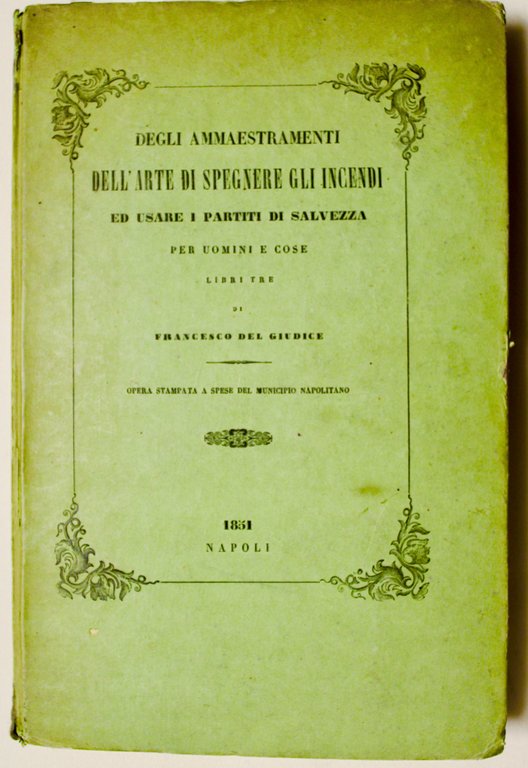 DEGLI AMMAESTRAMENTI
DELL'ARTE DI SPEGNERE GLI INCENDI
ED USARE I PARTITI DI SALVEZZA
PER UOMINI E COSE
LIBRI TRE
DI
FRANCESCO DEL GIUDICE
OPERA STAMPATA A SPESE DEL MUNICIPIO NAPOLITANO
1851
NAPOLI